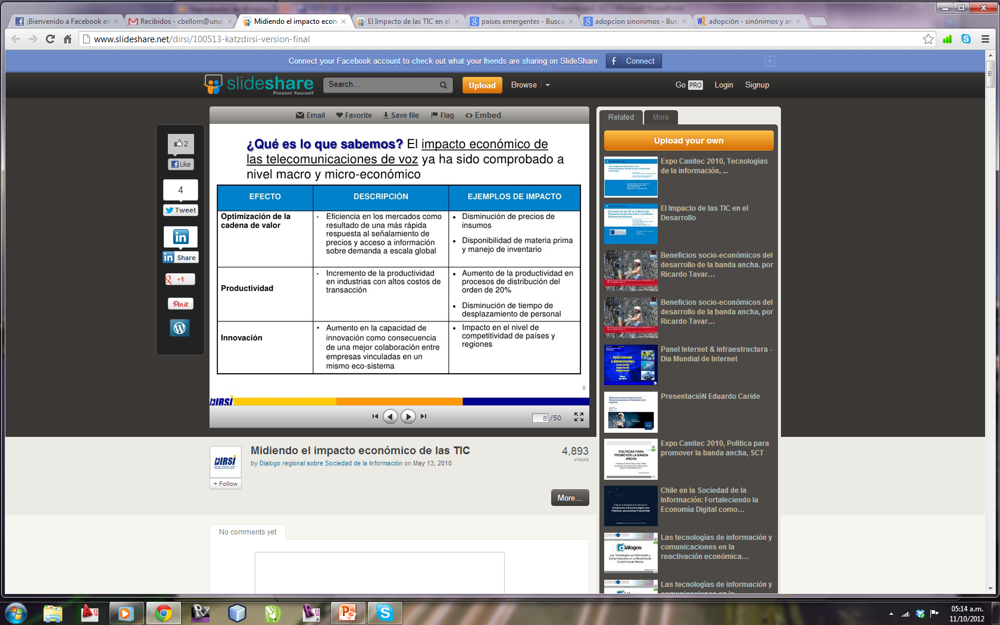 ¡Bienvenido a Facebook en
Recibidos - cbellom@unal.
Midiendo el impacto econ
El Impacto de las TIC en el
paises emergentes - Buscar
adopcion sinonimos - Bus
adopción - sinónimos y an
www.slideshare.net/dirsi/100513-katzdirsi-version-final
Connect your Facebook account to check out what your friends are sharing on SlideShare
Connect
slideshare
Present Yourself
Search...
Upload
Browse
Go PRO
Login
Signup
Email
Favorite
Save file
Flag
Embed
2
Like
4
Tweet
in
in Share
+1
Pin it
¿Qué es lo que sabemos? El impacto económico de
las telecomunicaciones de voz ya ha sido comprobado a
nivel macro y micro-económico
EFECTO
DESCRIPCIÓN
EJEMPLOS DE IMPACTO
Optimización de la
cadena de valor
• Eficiencia en los mercados como
resultado de una más rápida
respuesta al señalamiento de
precios y acceso a información
sobre demanda a escala global
• Disminución de precios de
insumos
• Disponibilidad de materia prima
y manejo de inventario
Productividad
• Incremento de la productividad
en industrias con altos costos de
transacción
• Aumento de la productividad en
procesos de distribución del
orden de 20%
• Disminución de tiempo de
desplazamiento de personal
Innovación
• Aumento en la capacidad de
innovación como consecuencia
de una mejor colaboración entre
empresas vinculadas en un
mismo eco-sistema
• Impacto en el nivel de
competitividad de países y
regiones
8
DIRSI
8 /50
Midiendo el impacto económico de las TIC
by Dialogo regional sobre Sociedad de la Información on May 13, 2010
4,893
views
DIRSI
+ Follow
More...
No comments yet
Related
More
Upload your own
Expo Canitec 2010, Tecnologías
de la información, ...
El Impacto de las TIC en el
Desarrollo
Beneficios socio-económicos del
desarrollo de la banda ancha. por
Ricardo Tavar...
Beneficios socio-económicos del
desarrollo de la banda ancha, por
Ricardo Tavar...
Panel Internet & infraestructura -
Dia Mundial de Internet
PresentacióN Eduardo Caride
POLÍTICAS PARA
PROMOVER LA BANDA
ANCHA
Expo Canitec 2010, Política para
promover la banda ancha, SCT
Chile en la Sociedad de la
Información: Fortaleciendo la
Economía Digital como...
diálogos
Las tecnologías de información y
comunicaciones en la
reactivación económica...
Las tecnologías de información y
05:14 a.m.
11/10/2012